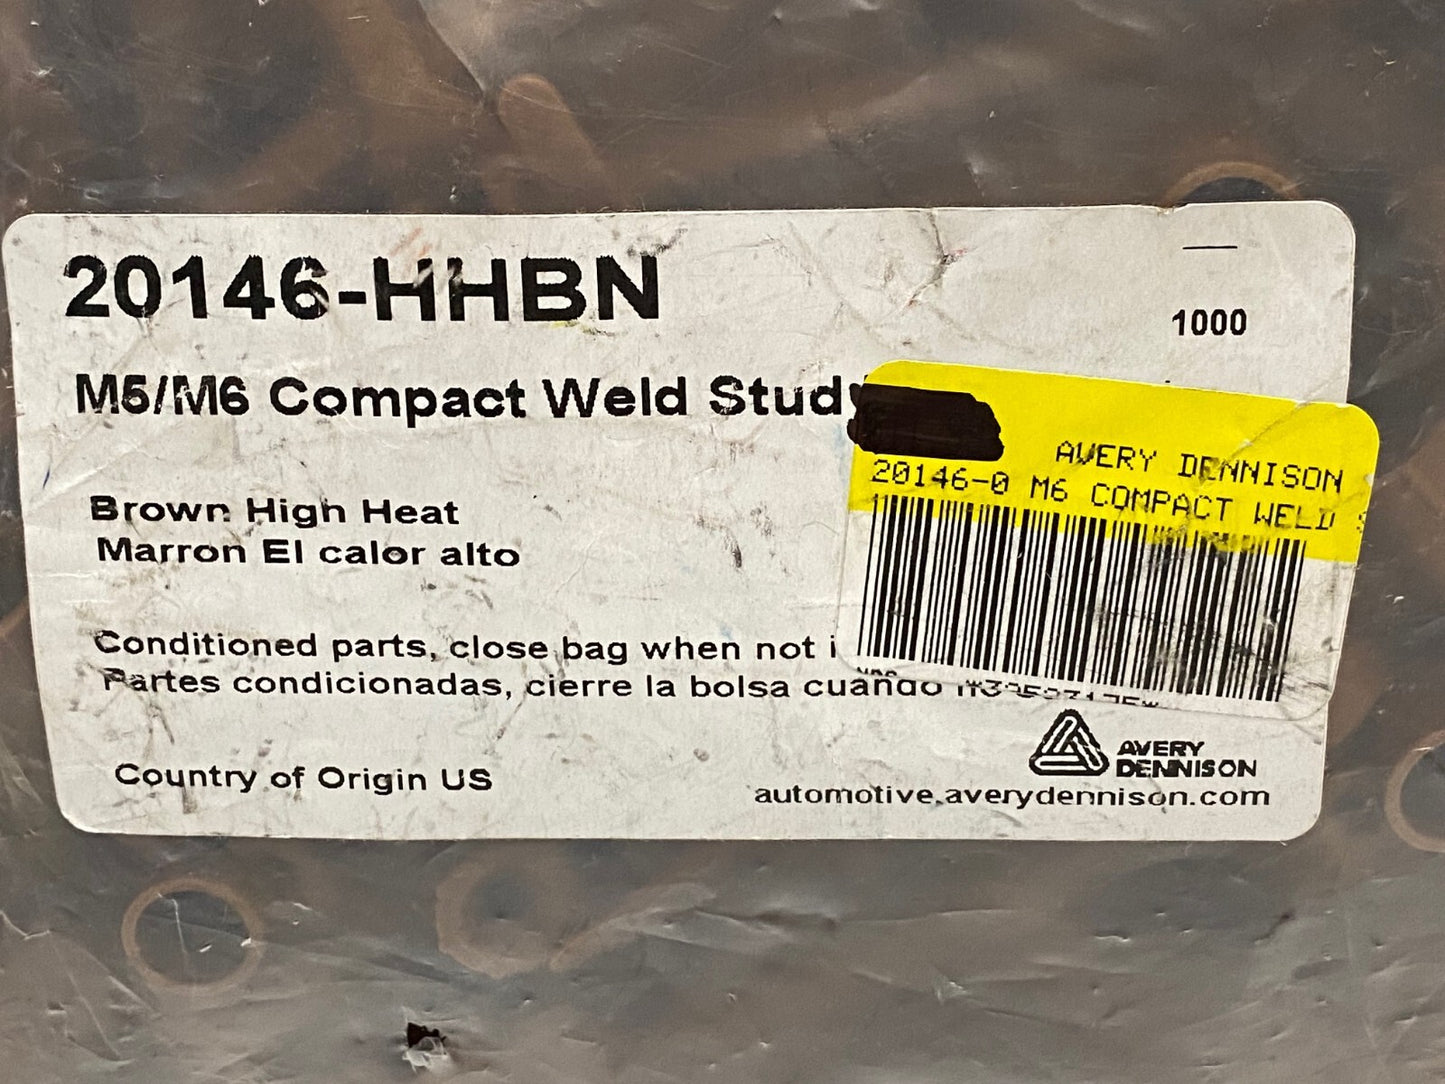 20146-HHBN
1000
M5/M6 Compact Weld Stud
AVERY DENNISON
20146-0 M6 COMPACT WELD
Brown High Heat
Marron El calor alto
Conditioned parts, close bag when not
Partes condicionadas, cierre la bolsa cuando
Country of Origin US
AVERY
DENNISON
automotive.averydennison.com